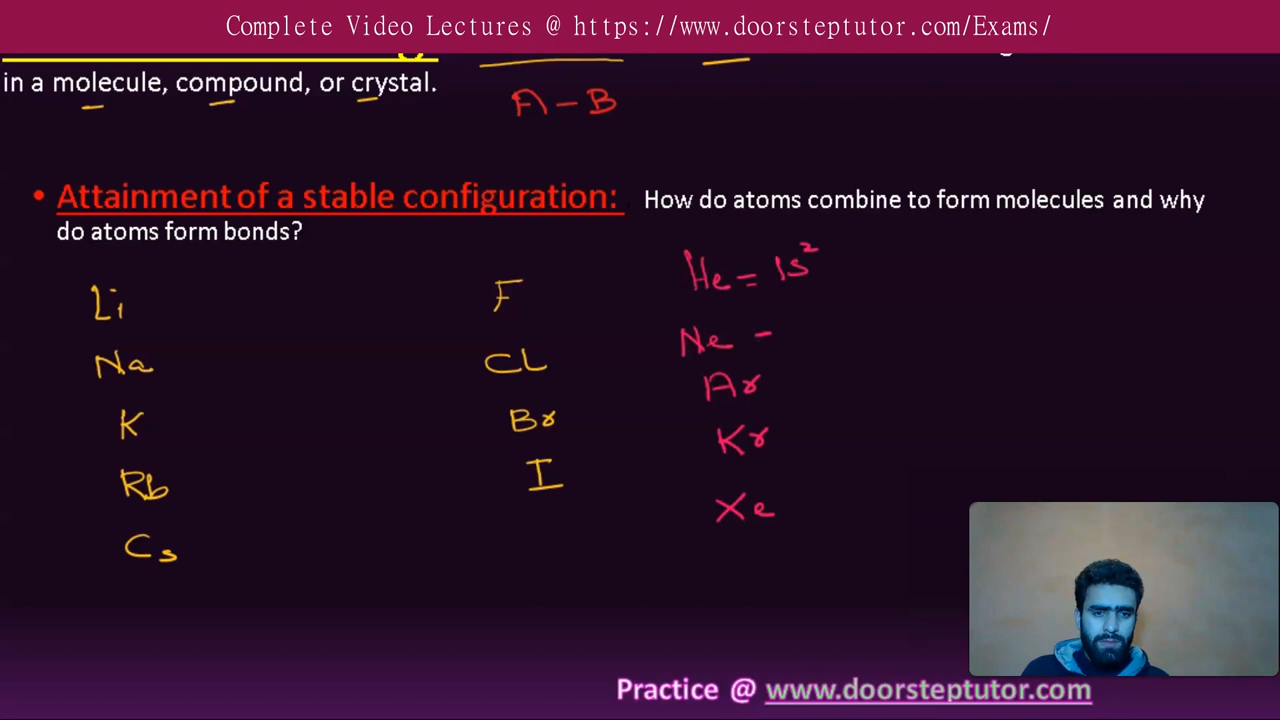 Complete Video Lectures @ https://www.doorsteptutor.com/Exams/
in a molecule, compound, or crystal.
A – B
• Attainment of a stable configuration: How do atoms combine to form molecules and why
do atoms form bonds?
He = 1s²
Li F
Ne -
Na CL Ar
K Br Kr
Rb I Xe
Cs
Practice @ www.doorsteptutor.com